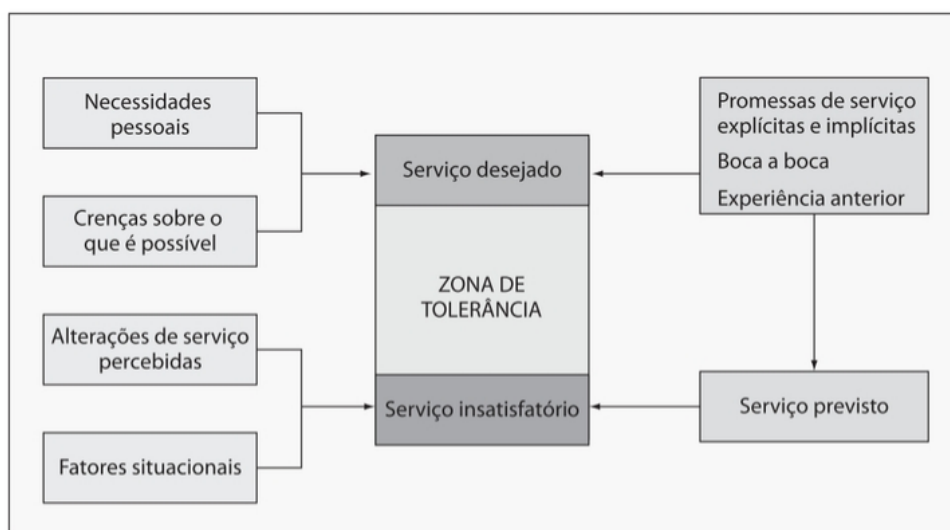 Necessidades
pessoais
Crenças sobre o
que é possível
Alterações de serviço
percebidas
Fatores situacionais
Serviço desejado
ZONA DE
TOLERÂNCIA
Serviço insatisfatório
Promessas de serviço
explícitas e implícitas
Boca a boca
Experiência anterior
Serviço previsto